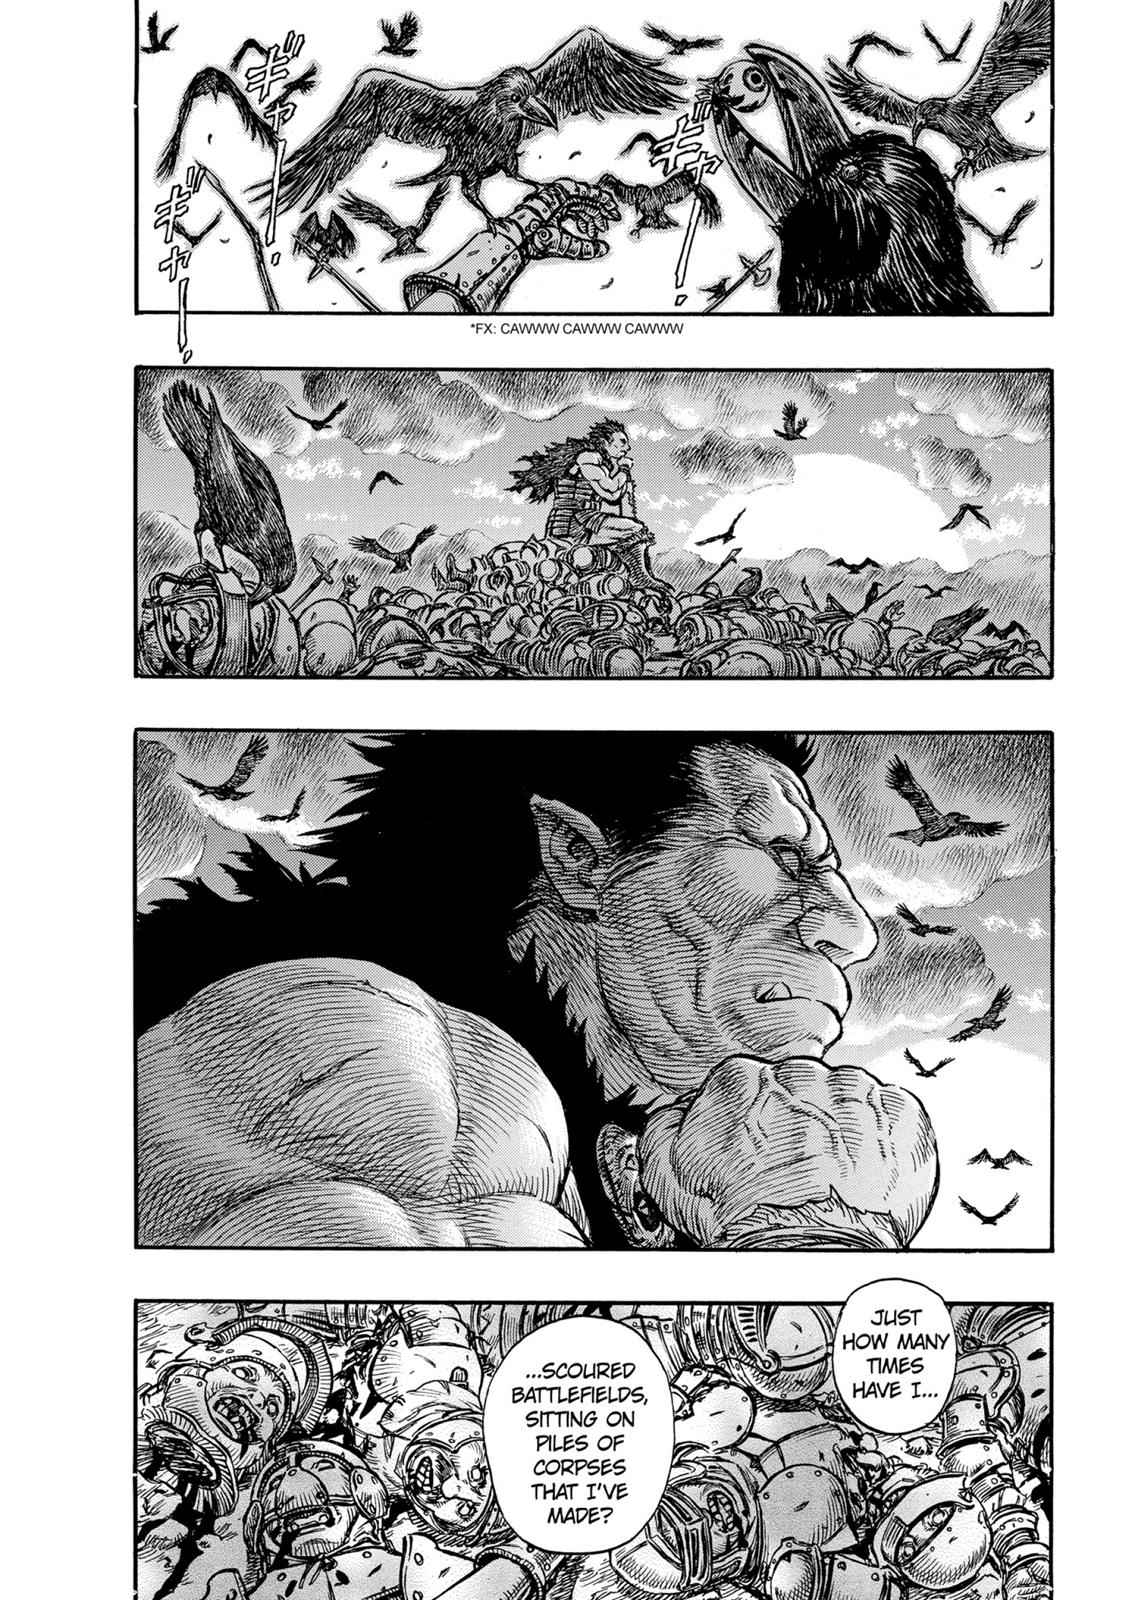 ギャー
ギャー
ギャー
*FX: CAWWW CAWWW CAWWW
JUST
HOW MANY
TIMES
HAVE I...
...SCOURED
BATTLEFIELDS,
SITTING ON
PILES OF
CORPSES
THAT I'VE
MADE?